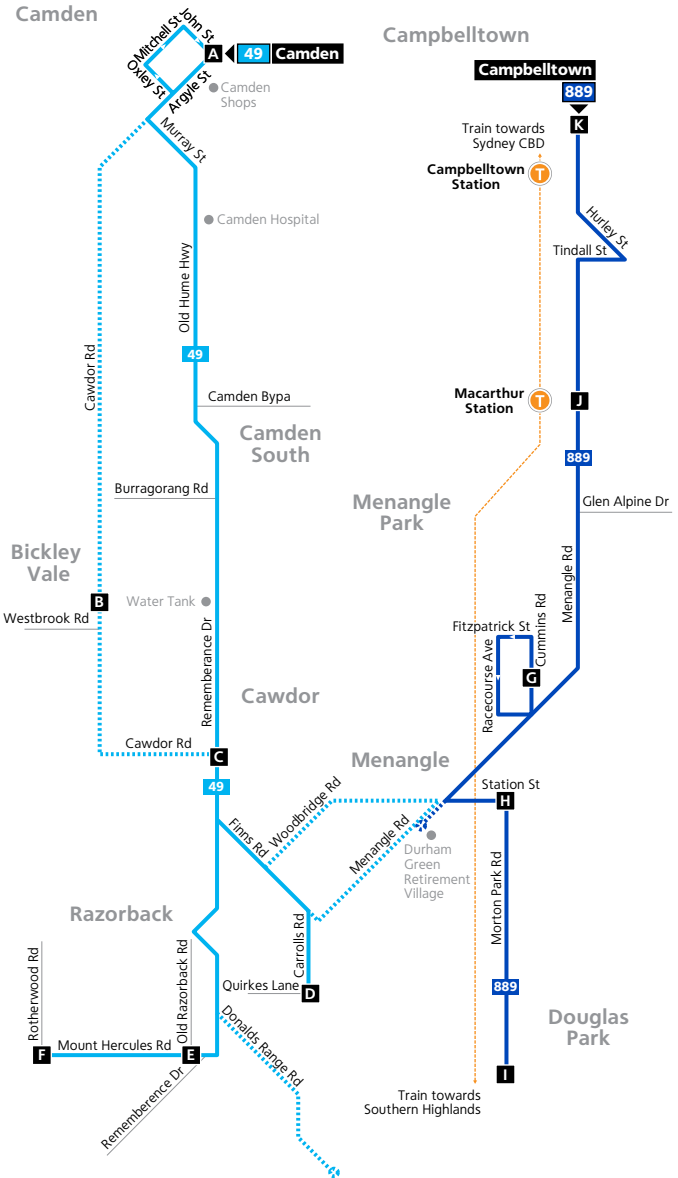 Camden
John St
Mitchell St
Oxley St
A
49
Camden
Argyle St
Camden
Shops
Murray St
Camden Hospital
Old Hume Hwy
49
Cawdor Rd
Camden Bypa
Camden
South
Burragorang Rd
Bickley
Vale
B
Water Tank
Westbrook Rd
Rememberance Dr
Cawdor
Cawdor Rd
C
49
Finns Rd
Woodbridge Rd
Menangle Rd
Razorback
Carrolls Rd
Quirkes Lane
D
Rotherwood Rd
Old Razorback Rd
Donalds Range Rd
Mount Hercules Rd
F
E
Rememberence Dr
Campbelltown
Campbelltown
889
K
Train towards
Sydney CBD
Campbelltown
Station
T
Hurley St
Tindall St
Macarthur
Station
T
J
889
Menangle
Park
Glen Alpine Dr
Menangle Rd
Fitzpatrick St
Cummins Rd
Racecourse Ave
G
Menangle
Station St
H
Durham
Green
Retirement
Village
Morton Park Rd
889
Douglas
Park
I
Train towards
Southern Highlands